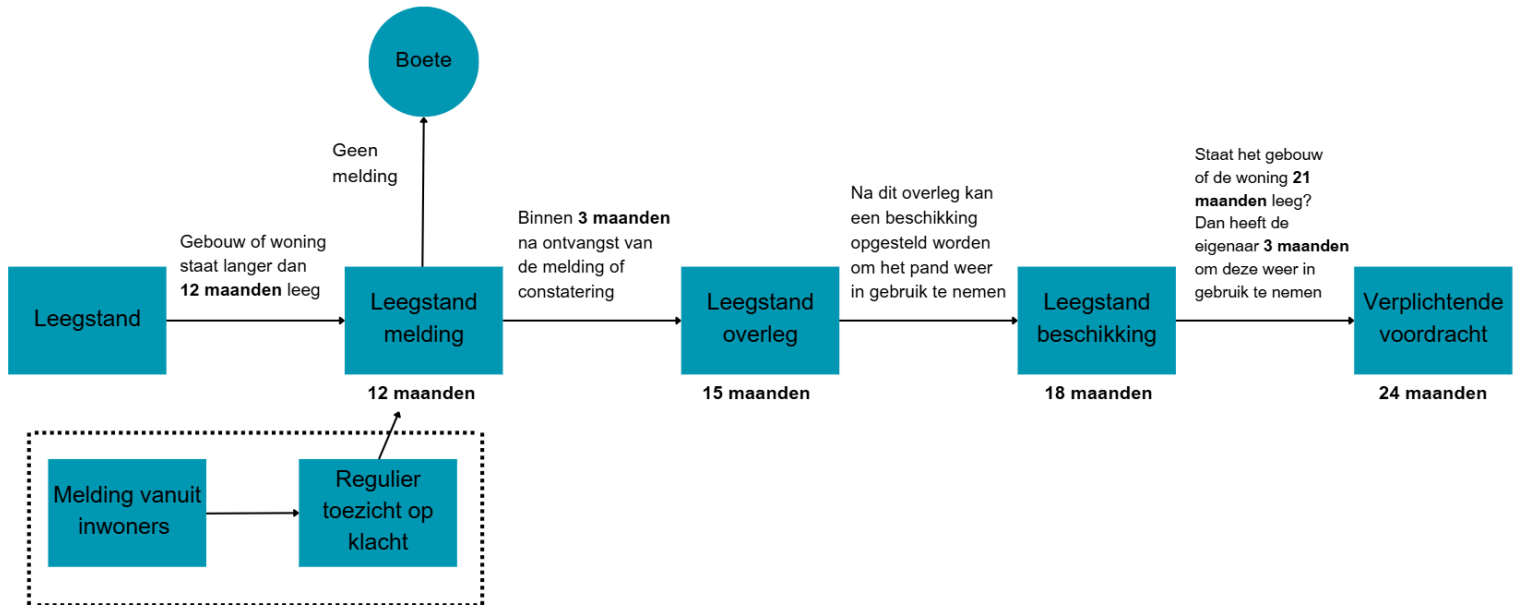 Boete
Geen
melding
Gebouw of woning
staat langer dan
12 maanden leeg
Binnen 3 maanden
na ontvangst van
de melding of
constatering
Na dit overleg kan
een beschikking
opgesteld worden
om het pand weer
in gebruik te nemen
Staat het gebouw
of de woning 21
maanden leeg?
Dan heeft de
eigenaar 3 maanden
om deze weer in
gebruik te nemen
Leegstand
Leegstand
melding
12 maanden
Leegstand
overleg
15 maanden
Leegstand
beschikking
18 maanden
Verplichtende
voordracht
24 maanden
Melding vanuit
inwoners
Regulier
toezicht op
klacht